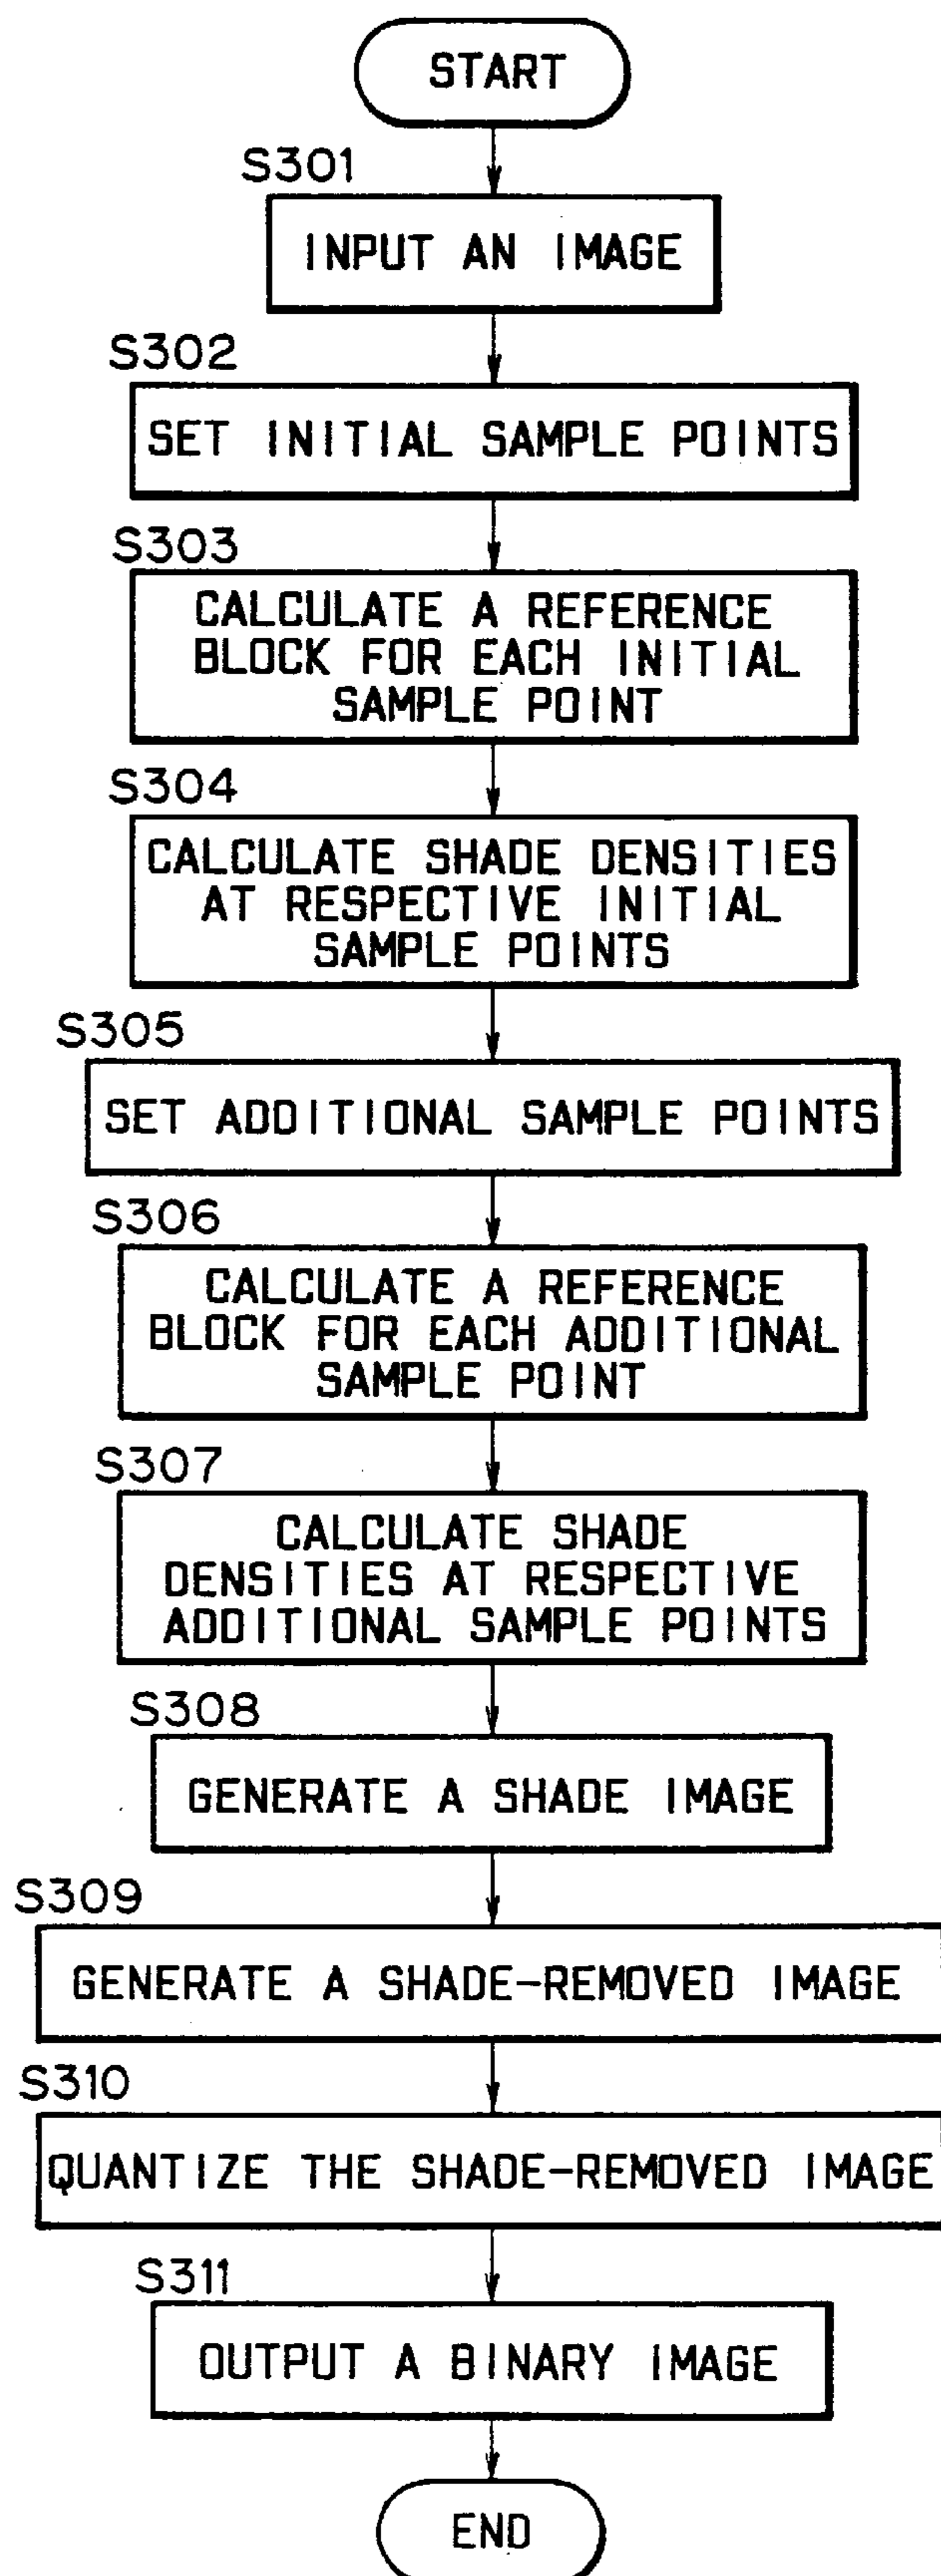 START
S301
INPUT AN IMAGE
S302
SET INITIAL SAMPLE POINTS
S303
CALCULATE A REFERENCE
BLOCK FOR EACH INITIAL
SAMPLE POINT
S304
CALCULATE SHADE DENSITIES
AT RESPECTIVE INITIAL
SAMPLE POINTS
S305
SET ADDITIONAL SAMPLE POINTS
S306
CALCULATE A REFERENCE
BLOCK FOR EACH ADDITIONAL
SAMPLE POINT
S307
CALCULATE SHADE
DENSITIES AT RESPECTIVE
ADDITIONAL SAMPLE POINTS
S308
GENERATE A SHADE IMAGE
S309
GENERATE A SHADE-REMOVED IMAGE
S310
QUANTIZE THE SHADE-REMOVED IMAGE
S311
OUTPUT A BINARY IMAGE
END